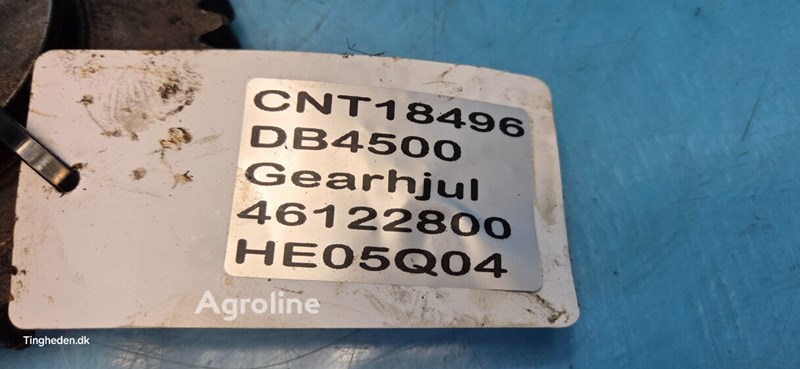 CNT18496
DB4500
Gearhjul
46122800
HE05Q04
Agroline
Tingheden.dk